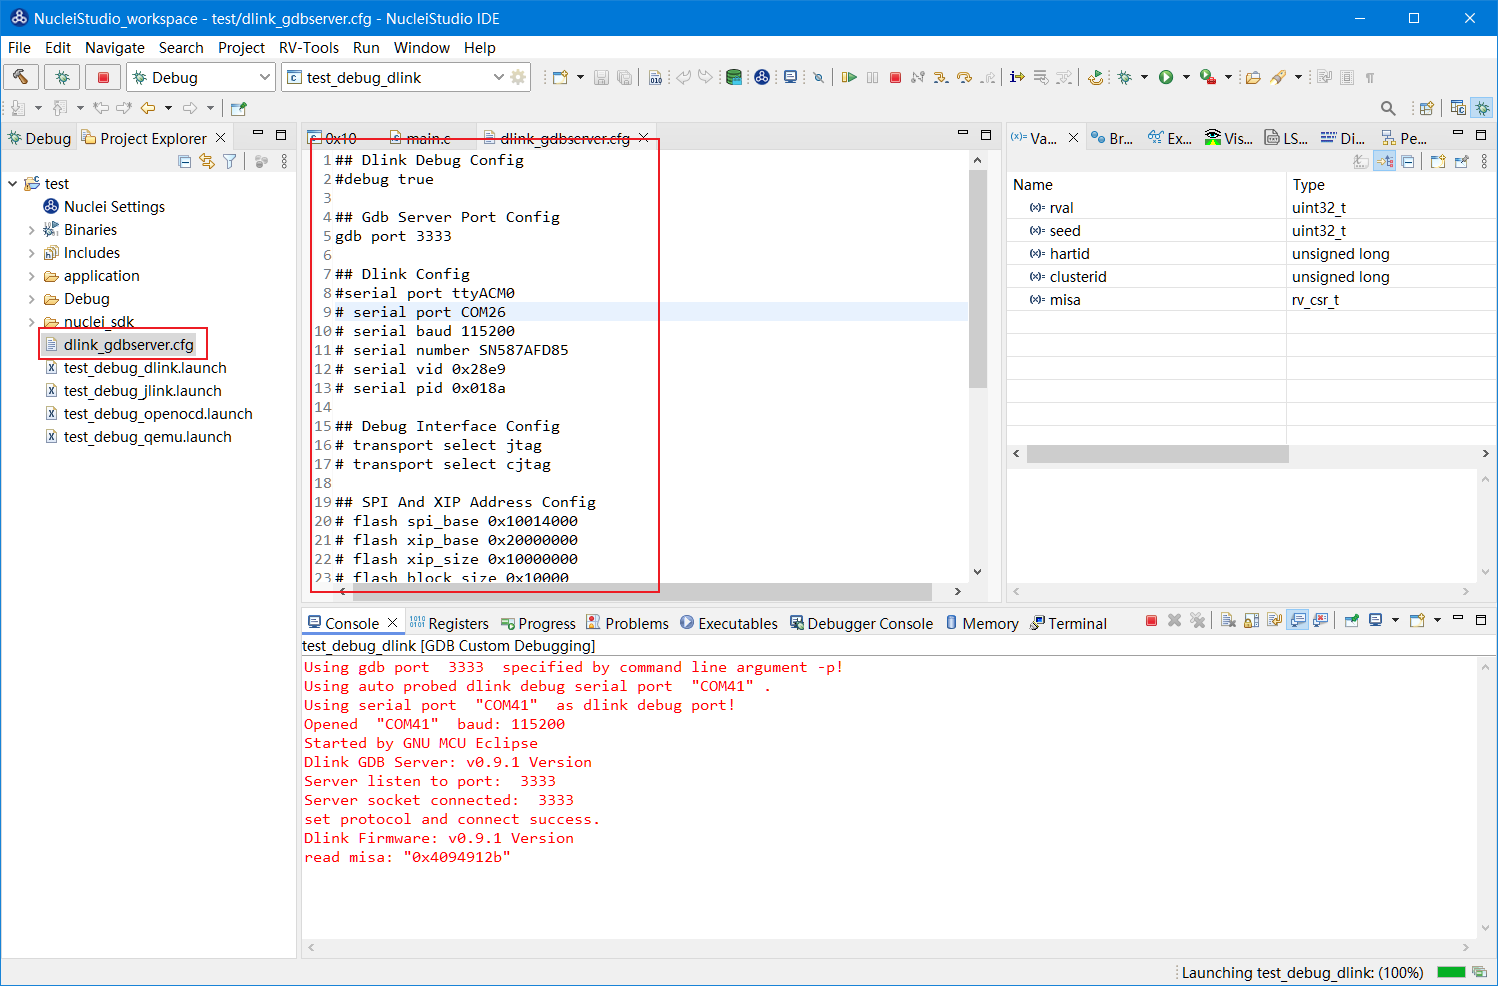 NucleiStudio_workspace - test/dlink_gdbserver.cfg - NucleiStudio IDE
File Edit Navigate Search Project RV-Tools Run Window Help
Debug
test_debug_dlink
Debug
Project Explorer
test
Nuclei Settings
Binaries
Includes
application
Debug
nuclei_sdk
dlink_gdbserver.cfg
test_debug_dlink.launch
test_debug_jlink.launch
test_debug_openocd.launch
test_debug_qemu.launch
0x10 main.c dlink_gdbserver.cfg
1 ## Dlink Debug Config
2 #debug true
3
4 ## Gdb Server Port Config
5 gdb port 3333
6
7 ## Dlink Config
8 #serial port ttyACM0
9 # serial port COM26
10 # serial baud 115200
11 # serial number SN587AFD85
12 # serial vid 0x28e9
13 # serial pid 0x018a
14
15 ## Debug Interface Config
16 # transport select jtag
17 # transport select cjtag
18
19 ## SPI And XIP Address Config
20 # flash spi_base 0x10014000
21 # flash xip_base 0x20000000
22 # flash xip_size 0x10000000
23 # flash block_size 0x10000
(x)= Va... Br... Ex... Vis... LS... Di... Pe...
Name Type
(x)= rval uint32_t
(x)= seed uint32_t
(x)= hartid unsigned long
(x)= clusterid unsigned long
(x)= misa rv_csr_t
Console Registers Progress Problems Executables Debugger Console Memory Terminal
test_debug_dlink [GDB Custom Debugging]
Using gdb port  3333  specified by command line argument -p!
Using auto probed dlink debug serial port  "COM41" .
Using serial port  "COM41"  as dlink debug port!
Opened  "COM41"  baud: 115200
Started by GNU MCU Eclipse
Dlink GDB Server: v0.9.1 Version
Server listen to port:  3333
Server socket connected:  3333
set protocol and connect success.
Dlink Firmware: v0.9.1 Version
read misa: "0x4094912b"
Launching test_debug_dlink: (100%)